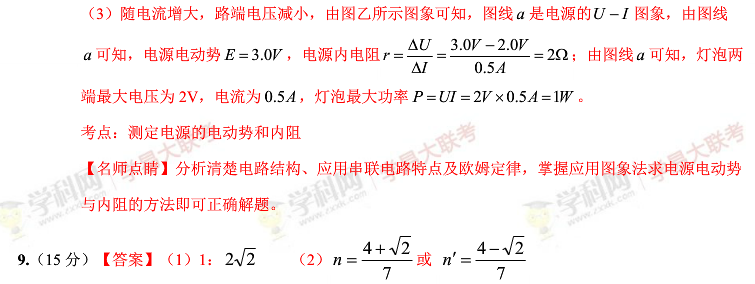 （3）随电流增大，路端电压减小，由图乙所示图象可知，图线 a 是电源的 U－I 图象，由图线
a 可知，电源电动势 E＝3.0V，电源内电阻 r＝ΔU/ΔI＝(3.0V－2.0V)/0.5A＝2Ω；由图线 a 可知，灯泡两
端最大电压为 2V，电流为 0.5A，灯泡最大功率 P＝UI＝2V×0.5A＝1W。
考点：测定电源的电动势和内阻
【名师点睛】分析清楚电路结构、应用串联电路特点及欧姆定律，掌握应用图象法求电源电动势
与内阻的方法即可正确解题。
9.（15 分）【答案】（1）1：2√2 （2）n＝(4＋√2)/7 或 n′＝(4－√2)/7